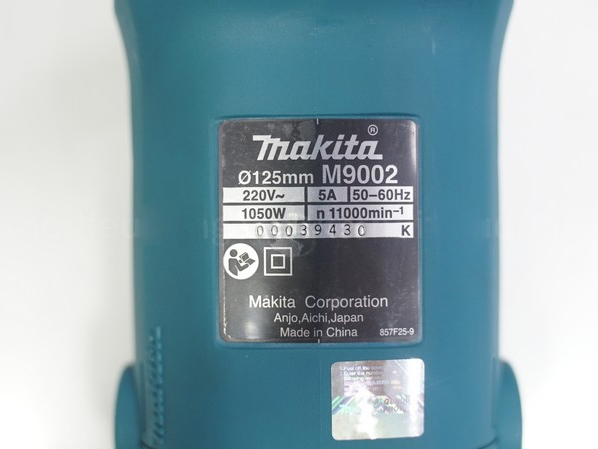 makita®
Ø125mm M9002
220V~ 5A 50-60Hz
1050W n 11000min⁻¹
00039430 K
Makita Corporation
Anjo,Aichi,Japan
Made in China 857F25-9
makita